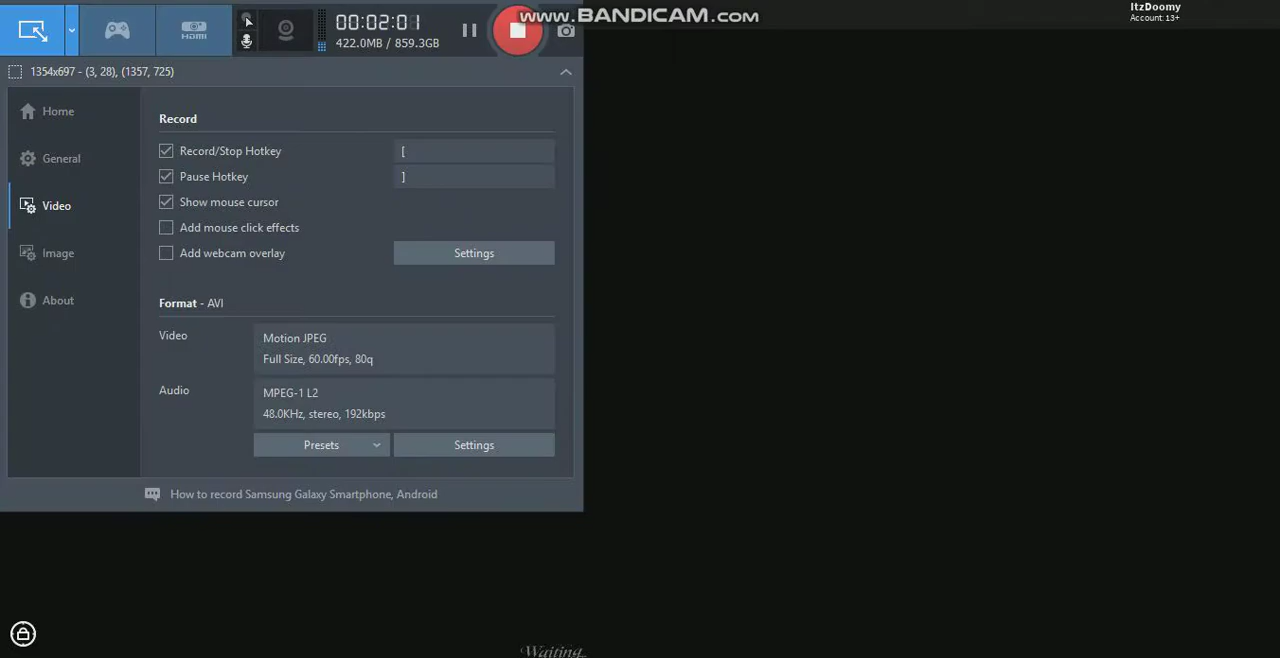 www.BANDICAM.com
ItzDoomy
Account: 13+
HDMI
00:02:01
422.0MB / 859.3GB
1354x697 - (3, 28), (1357, 725)
Home
General
Video
Image
About
Record
Record/Stop Hotkey [
Pause Hotkey ]
Show mouse cursor
Add mouse click effects
Add webcam overlay Settings
Format - AVI
Video
Motion JPEG
Full Size, 60.00fps, 80q
Audio
MPEG-1 L2
48.0KHz, stereo, 192kbps
Presets Settings
How to record Samsung Galaxy Smartphone, Android
Waiting...